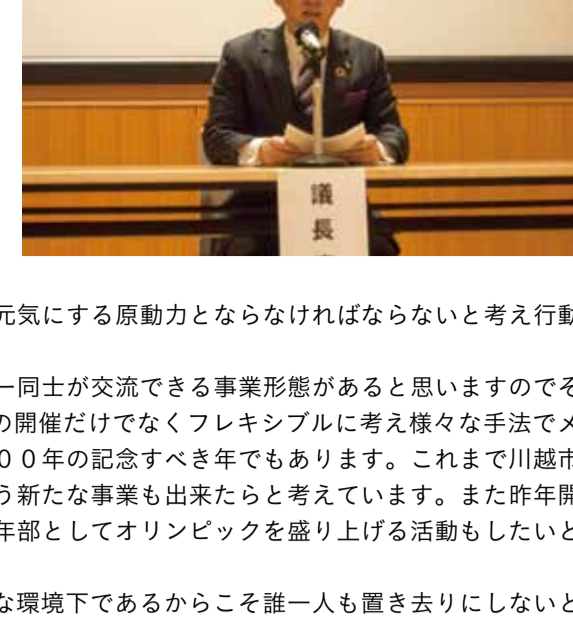 議
長
元気にする原動力とならなければならないと考え行動
一同士が交流できる事業形態があると思いますのでそ
の開催だけでなくフレキシブルに考え様々な手法でメ
００年の記念すべき年でもあります。これまで川越市
う新たな事業も出来たらと考えています。また昨年開
年部としてオリンピックを盛り上げる活動もしたいと
な環境下であるからこそ誰一人も置き去りにしないと